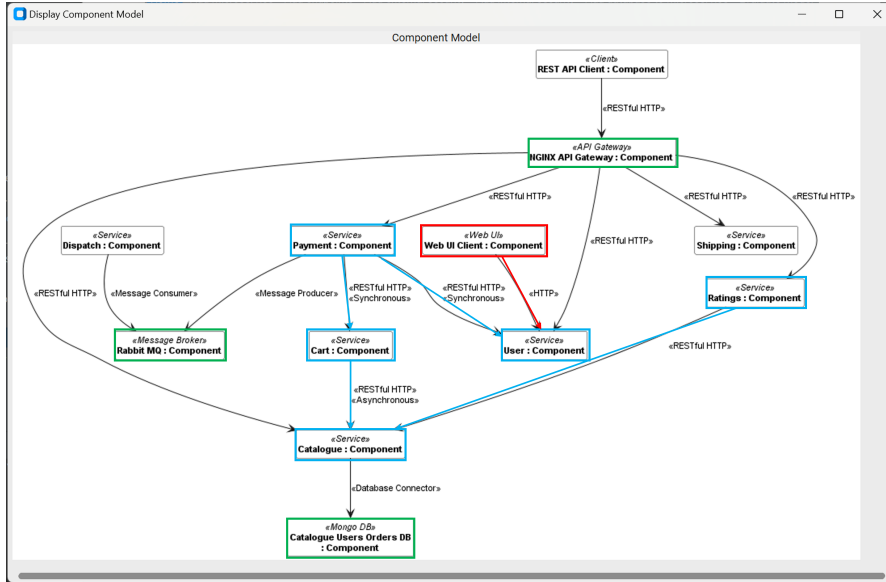 Display Component Model
Component Model
«Client»
REST API Client : Component
«RESTful HTTP»
«API Gateway»
NGINX API Gateway : Component
«RESTful HTTP»
«RESTful HTTP»
«RESTful HTTP»
«Service»
Dispatch : Component
«Service»
Payment : Component
«Web UI»
Web UI Client : Component
«RESTful HTTP»
«Service»
Shipping : Component
«Service»
Ratings : Component
«RESTful HTTP»
«Message Consumer»
«Message Producer»
«RESTful HTTP»
«Synchronous»
«RESTful HTTP»
«Synchronous»
«HTTP»
«Message Broker»
Rabbit MQ : Component
«Service»
Cart : Component
«Service»
User : Component
«RESTful HTTP»
«RESTful HTTP»
«Asynchronous»
«Service»
Catalogue : Component
«Database Connector»
«Mongo DB»
Catalogue Users Orders DB
: Component